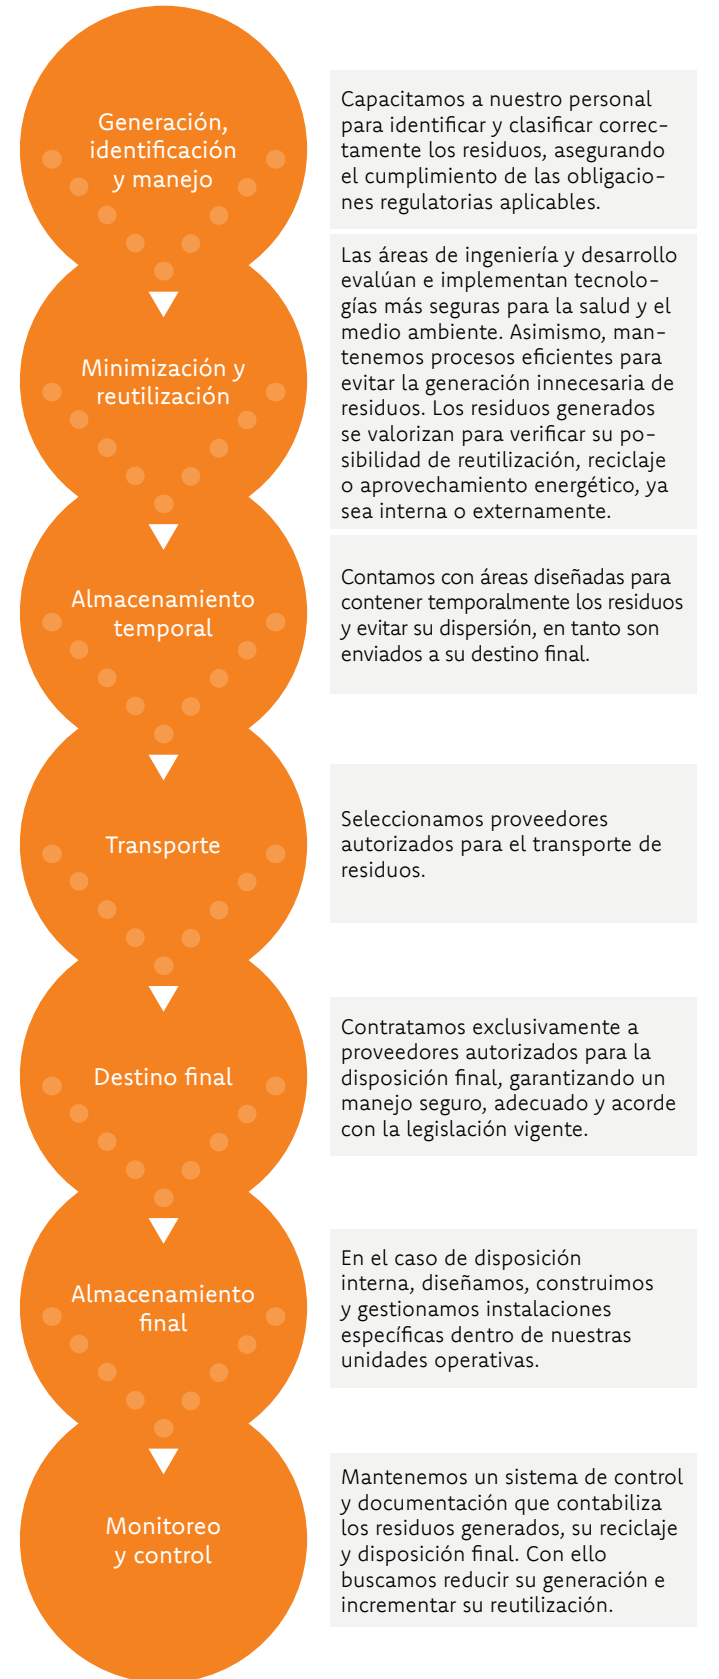 Generación,
identificación
y manejo
Capacitamos a nuestro personal
para identificar y clasificar correc-
tamente los residuos, asegurando
el cumplimiento de las obligacio-
nes regulatorias aplicables.
Minimización y
reutilización
Las áreas de ingeniería y desarrollo
evalúan e implementan tecnolo-
gías más seguras para la salud y el
medio ambiente. Asimismo, man-
tenemos procesos eficientes para
evitar la generación innecesaria de
residuos. Los residuos generados
se valorizan para verificar su po-
sibilidad de reutilización, reciclaje
o aprovechamiento energético, ya
sea interna o externamente.
Almacenamiento
temporal
Contamos con áreas diseñadas para
contener temporalmente los residuos
y evitar su dispersión, en tanto son
enviados a su destino final.
Transporte
Seleccionamos proveedores
autorizados para el transporte de
residuos.
Destino final
Contratamos exclusivamente a
proveedores autorizados para la
disposición final, garantizando un
manejo seguro, adecuado y acorde
con la legislación vigente.
Almacenamiento
final
En el caso de disposición
interna, diseñamos, construimos
y gestionamos instalaciones
específicas dentro de nuestras
unidades operativas.
Monitoreo
y control
Mantenemos un sistema de control
y documentación que contabiliza
los residuos generados, su reciclaje
y disposición final. Con ello
buscamos reducir su generación e
incrementar su reutilización.